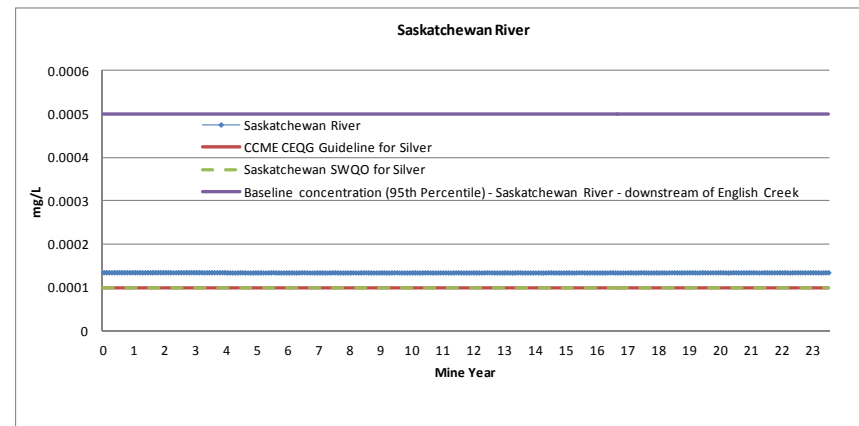 Saskatchewan River
0.0006
0.0005
0.0004
0.0003
0.0002
0.0001
0
mg/L
Saskatchewan River
CCME CEQG Guideline for Silver
Saskatchewan SWQO for Silver
Baseline concentration (95th Percentile) - Saskatchewan River - downstream of English Creek
0 1 2 3 4 5 6 7 8 9 10 11 12 13 14 15 16 17 18 19 20 21 22 23
Mine Year